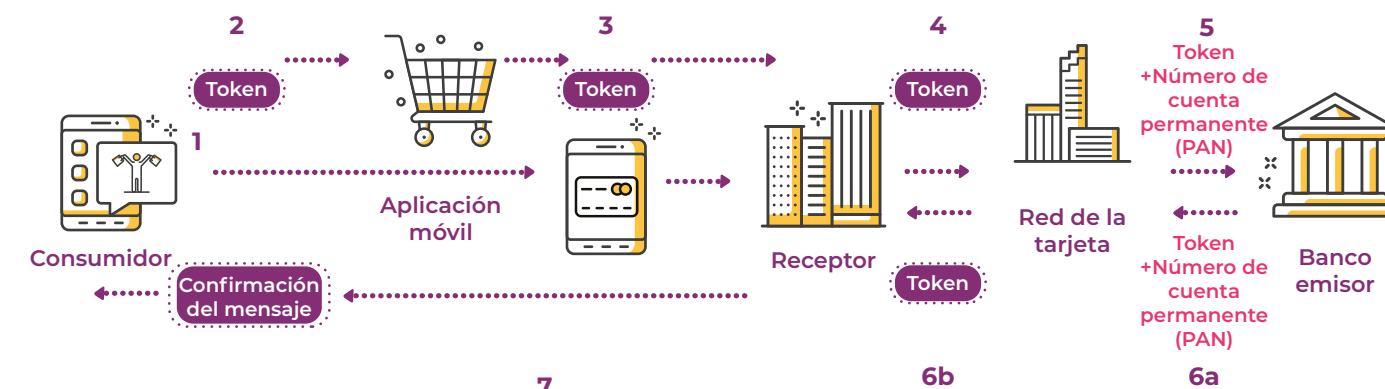 2
Token
3
Token
4
Token
5
Token
+Número de
cuenta
permanente
(PAN)
1
Aplicación
móvil
Consumidor
Receptor
Red de la
tarjeta
Banco
emisor
Confirmación
del mensaje
Token
Token
+Número de
cuenta
permanente
(PAN)
7
6b
6a